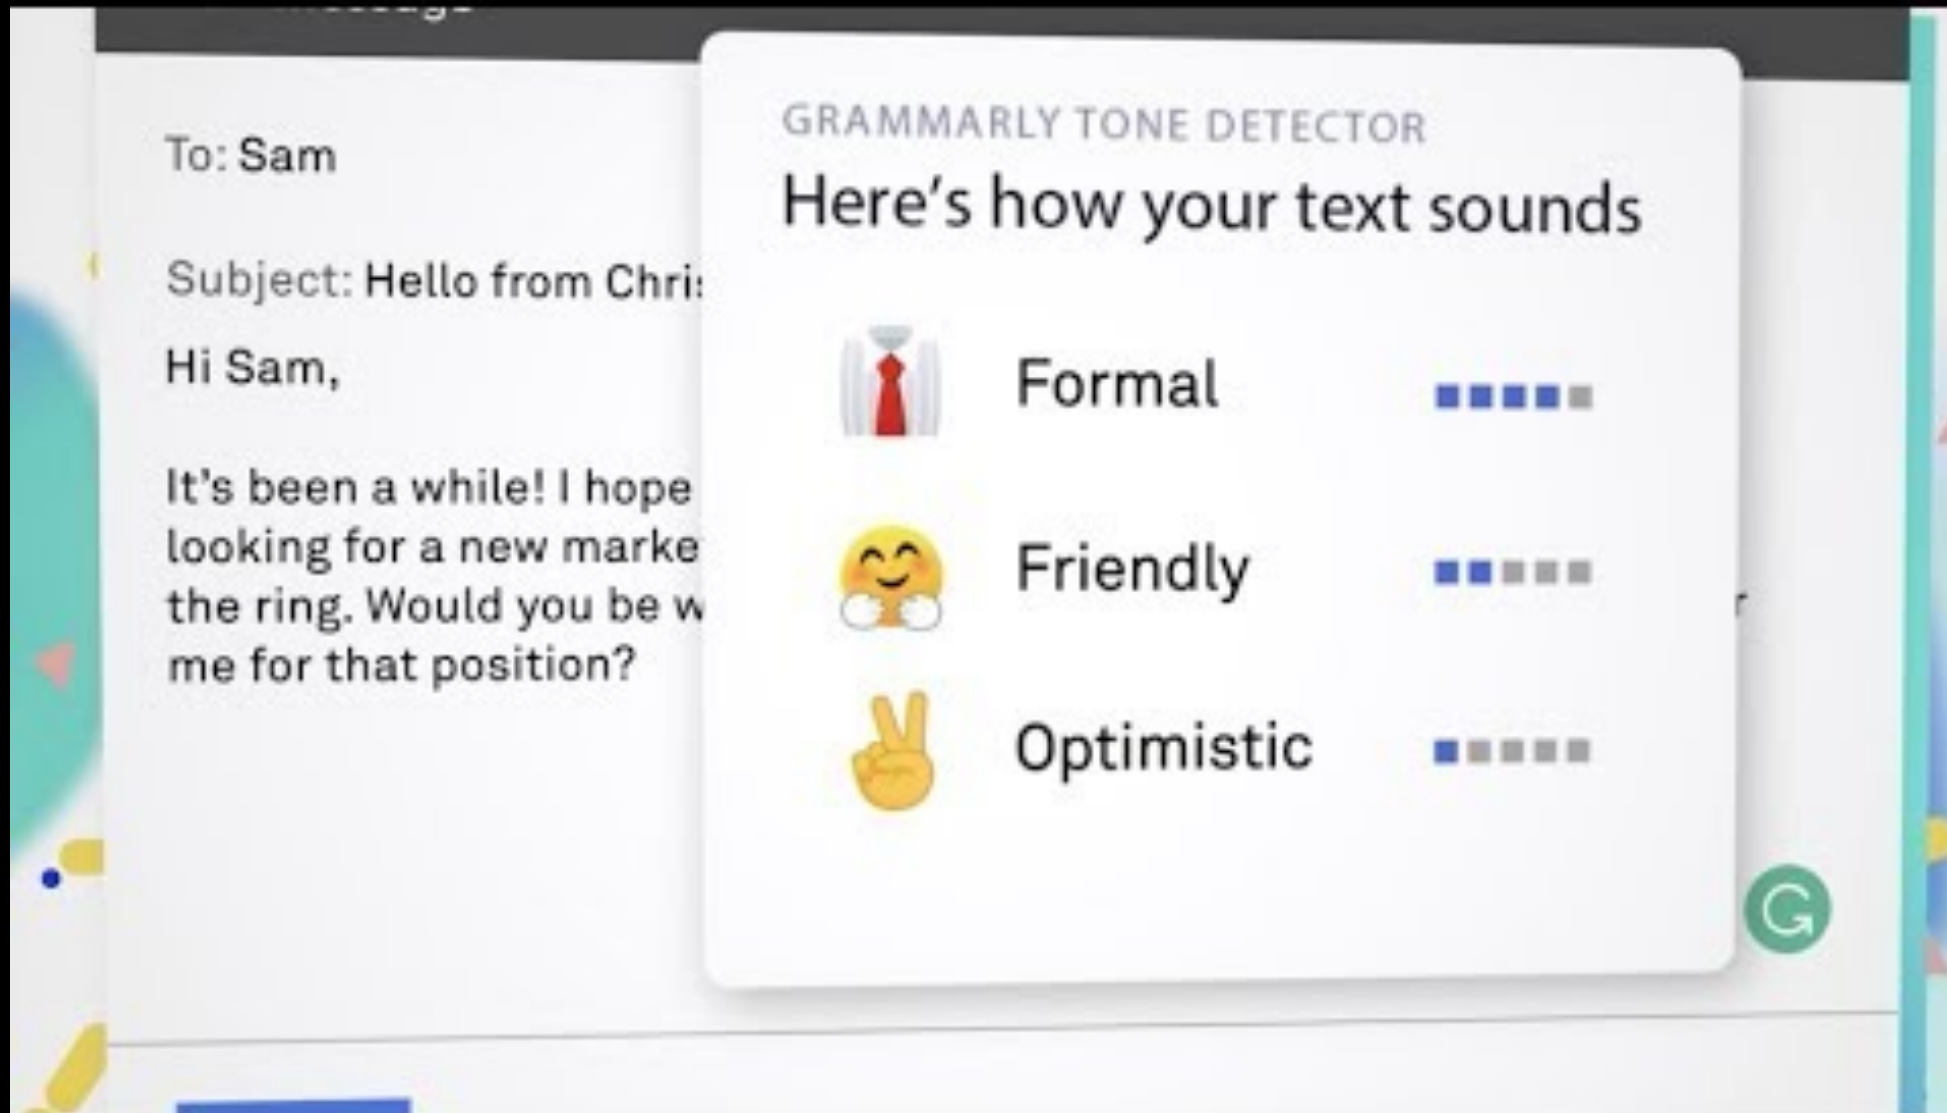 To: Sam
Subject: Hello from Chris
Hi Sam,
It's been a while! I hope
looking for a new marke
the ring. Would you be w
me for that position?
GRAMMARLY TONE DETECTOR
Here's how your text sounds
Formal
Friendly
Optimistic
r
G